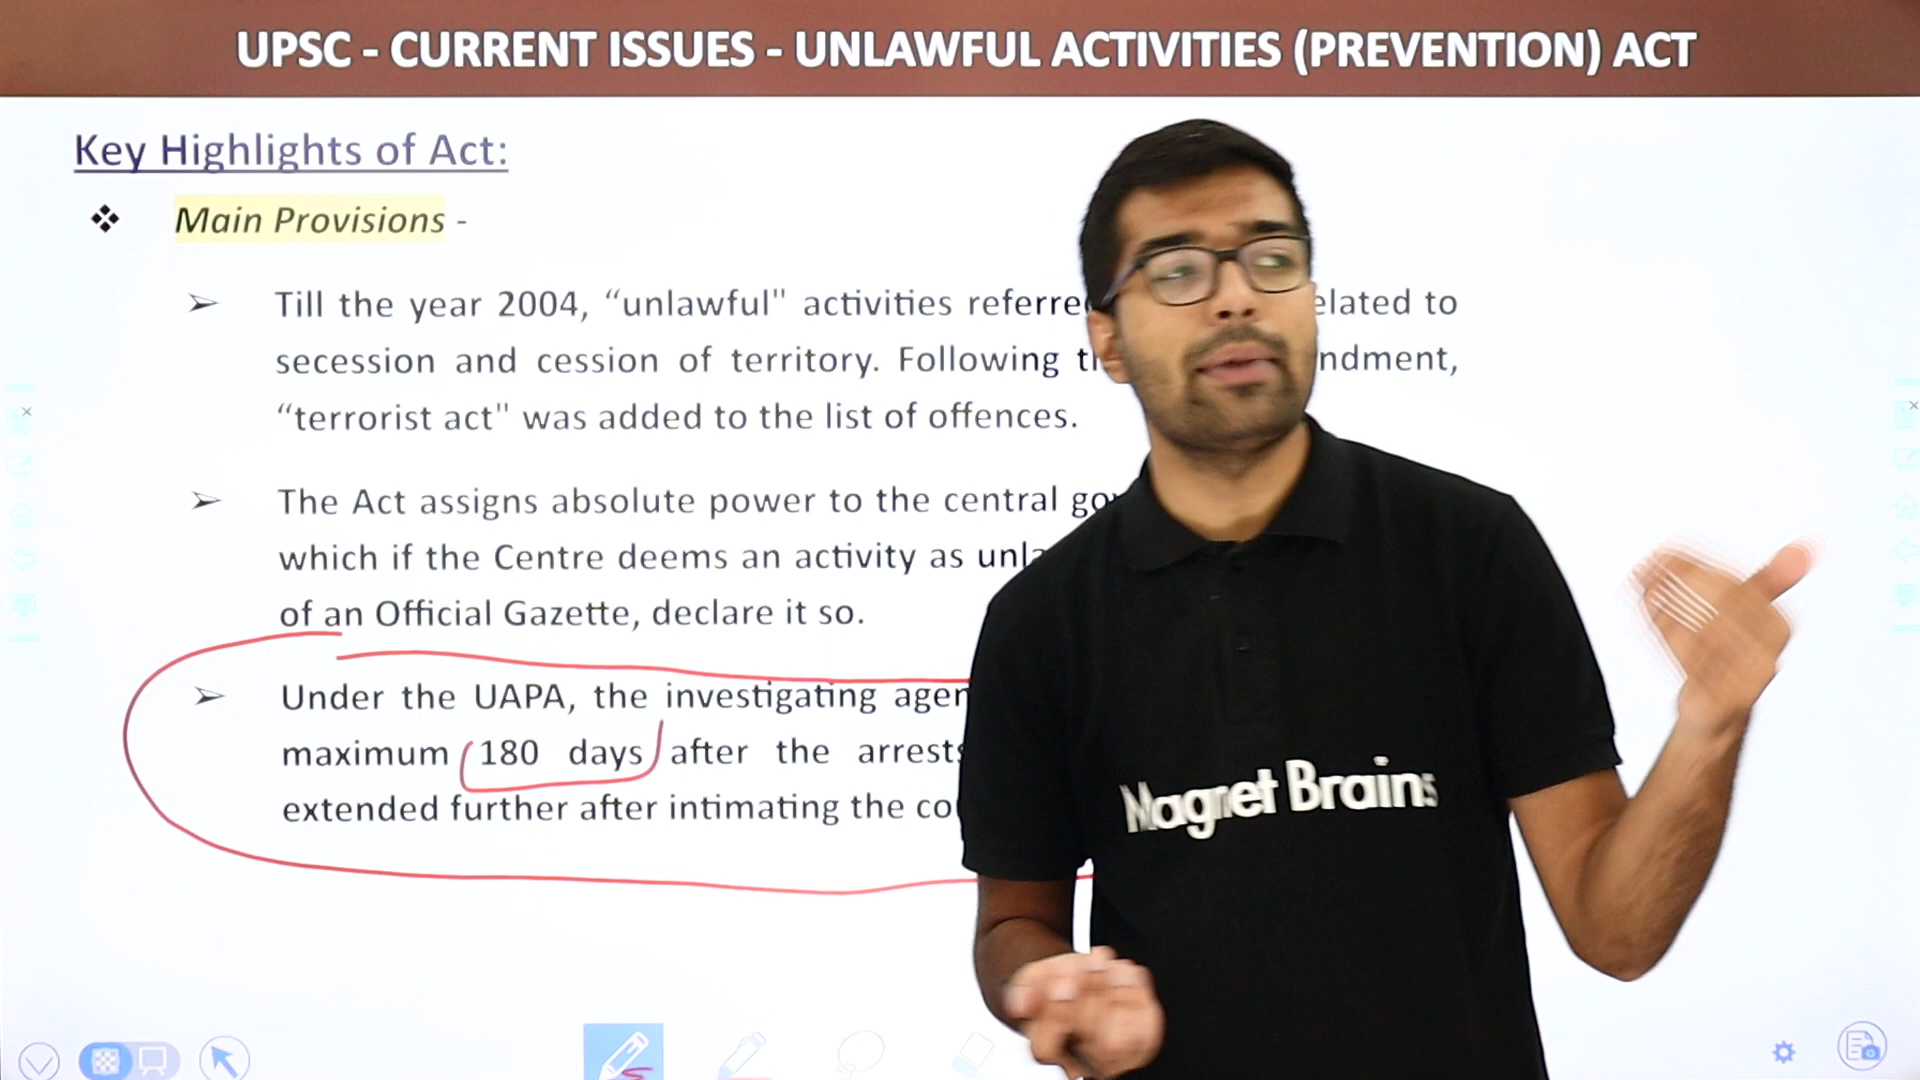 UPSC - CURRENT ISSUES - UNLAWFUL ACTIVITIES (PREVENTION) ACT
Key Highlights of Act:
Main Provisions -
Till the year 2004, “unlawful" activities referre elated to
secession and cession of territory. Following th ndment,
“terrorist act" was added to the list of offences.
The Act assigns absolute power to the central go
which if the Centre deems an activity as unla
of an Official Gazette, declare it so.
Under the UAPA, the investigating agen
maximum 180 days after the arrests
extended further after intimating the co
Magnet Brains